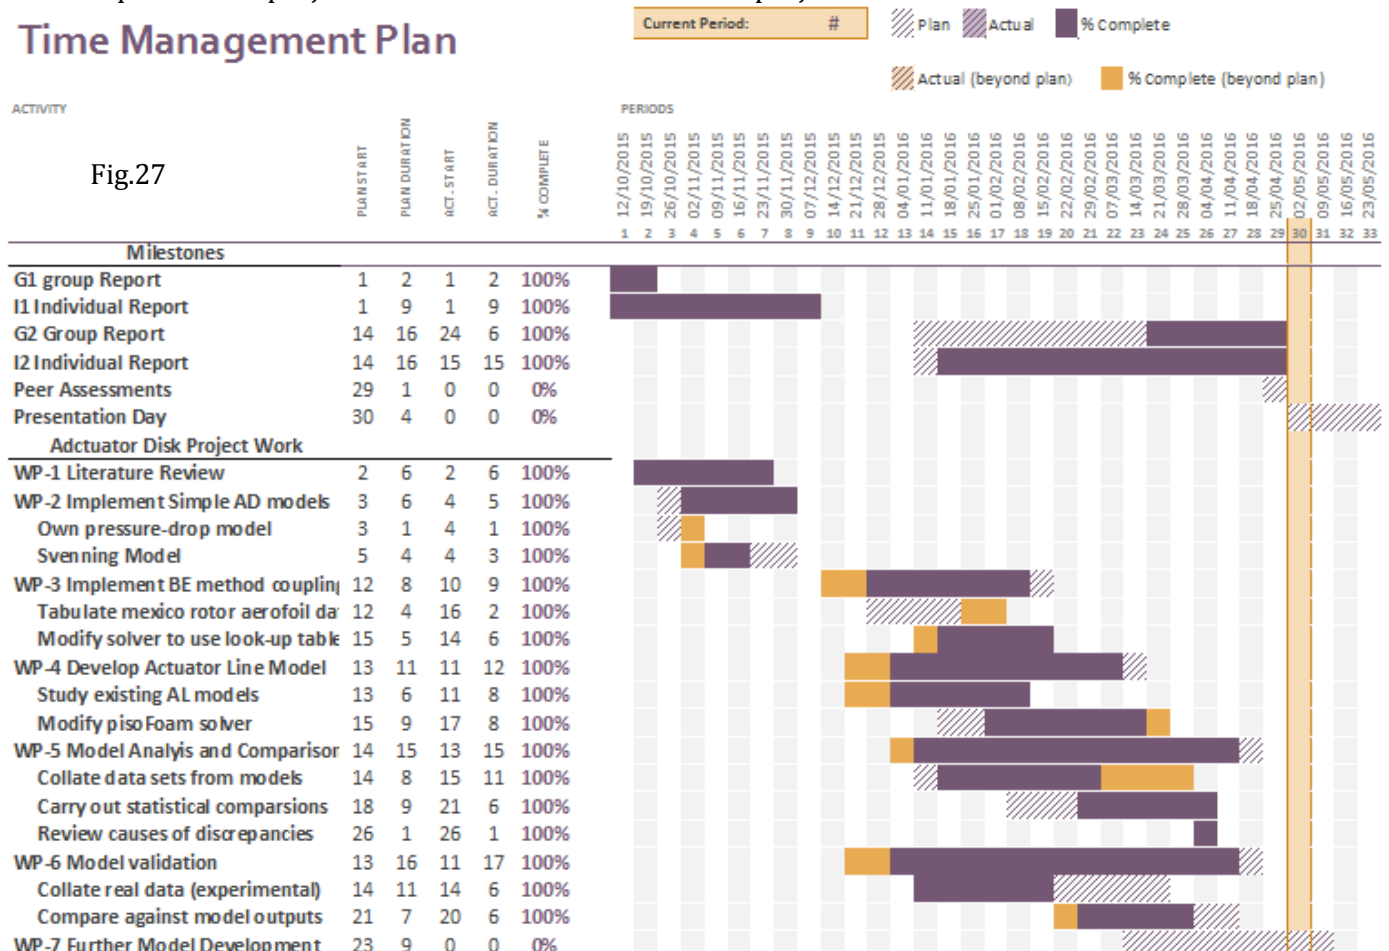 Time Management Plan
Current Period: #
Plan Actual % Complete
Actual (beyond plan) % Complete (beyond plan)
ACTIVITY
PERIODS
Fig.27
PLAN START
PLAN DURATION
ACT. START
ACT. DURATION
% COMPLETE
12/10/2015
19/10/2015
26/10/2015
02/11/2015
09/11/2015
16/11/2015
23/11/2015
30/11/2015
07/12/2015
14/12/2015
21/12/2015
28/12/2015
04/01/2016
11/01/2016
18/01/2016
25/01/2016
01/02/2016
08/02/2016
15/02/2016
22/02/2016
29/02/2016
07/03/2016
14/03/2016
21/03/2016
28/03/2016
04/04/2016
11/04/2016
18/04/2016
25/04/2016
02/05/2016
09/05/2016
16/05/2016
23/05/2016
1 2 3 4 5 6 7 8 9 10 11 12 13 14 15 16 17 18 19 20 21 22 23 24 25 26 27 28 29 30 31 32 33
Milestones
G1 group Report 1 2 1 2 100%
I1 Individual Report 1 9 1 9 100%
G2 Group Report 14 16 24 6 100%
I2 Individual Report 14 16 15 15 100%
Peer Assessments 29 1 0 0 0%
Presentation Day 30 4 0 0 0%
Adctuator Disk Project Work
WP-1 Literature Review 2 6 2 6 100%
WP-2 Implement Simple AD models 3 6 4 5 100%
Own pressure-drop model 3 1 4 1 100%
Svenning Model 5 4 4 3 100%
WP-3 Implement BE method coupling 12 8 10 9 100%
Tabulate mexico rotor aerofoil da 12 4 16 2 100%
Modify solver to use look-up table 15 5 14 6 100%
WP-4 Develop Actuator Line Model 13 11 11 12 100%
Study existing AL models 13 6 11 8 100%
Modify pisoFoam solver 15 9 17 8 100%
WP-5 Model Analyis and Comparison 14 15 13 15 100%
Collate data sets from models 14 8 15 11 100%
Carry out statistical comparsions 18 9 21 6 100%
Review causes of discrepancies 26 1 26 1 100%
WP-6 Model validation 13 16 11 17 100%
Collate real data (experimental) 14 11 14 6 100%
Compare against model outputs 21 7 20 6 100%
WP-7 Further Model Development 23 9 0 0 0%